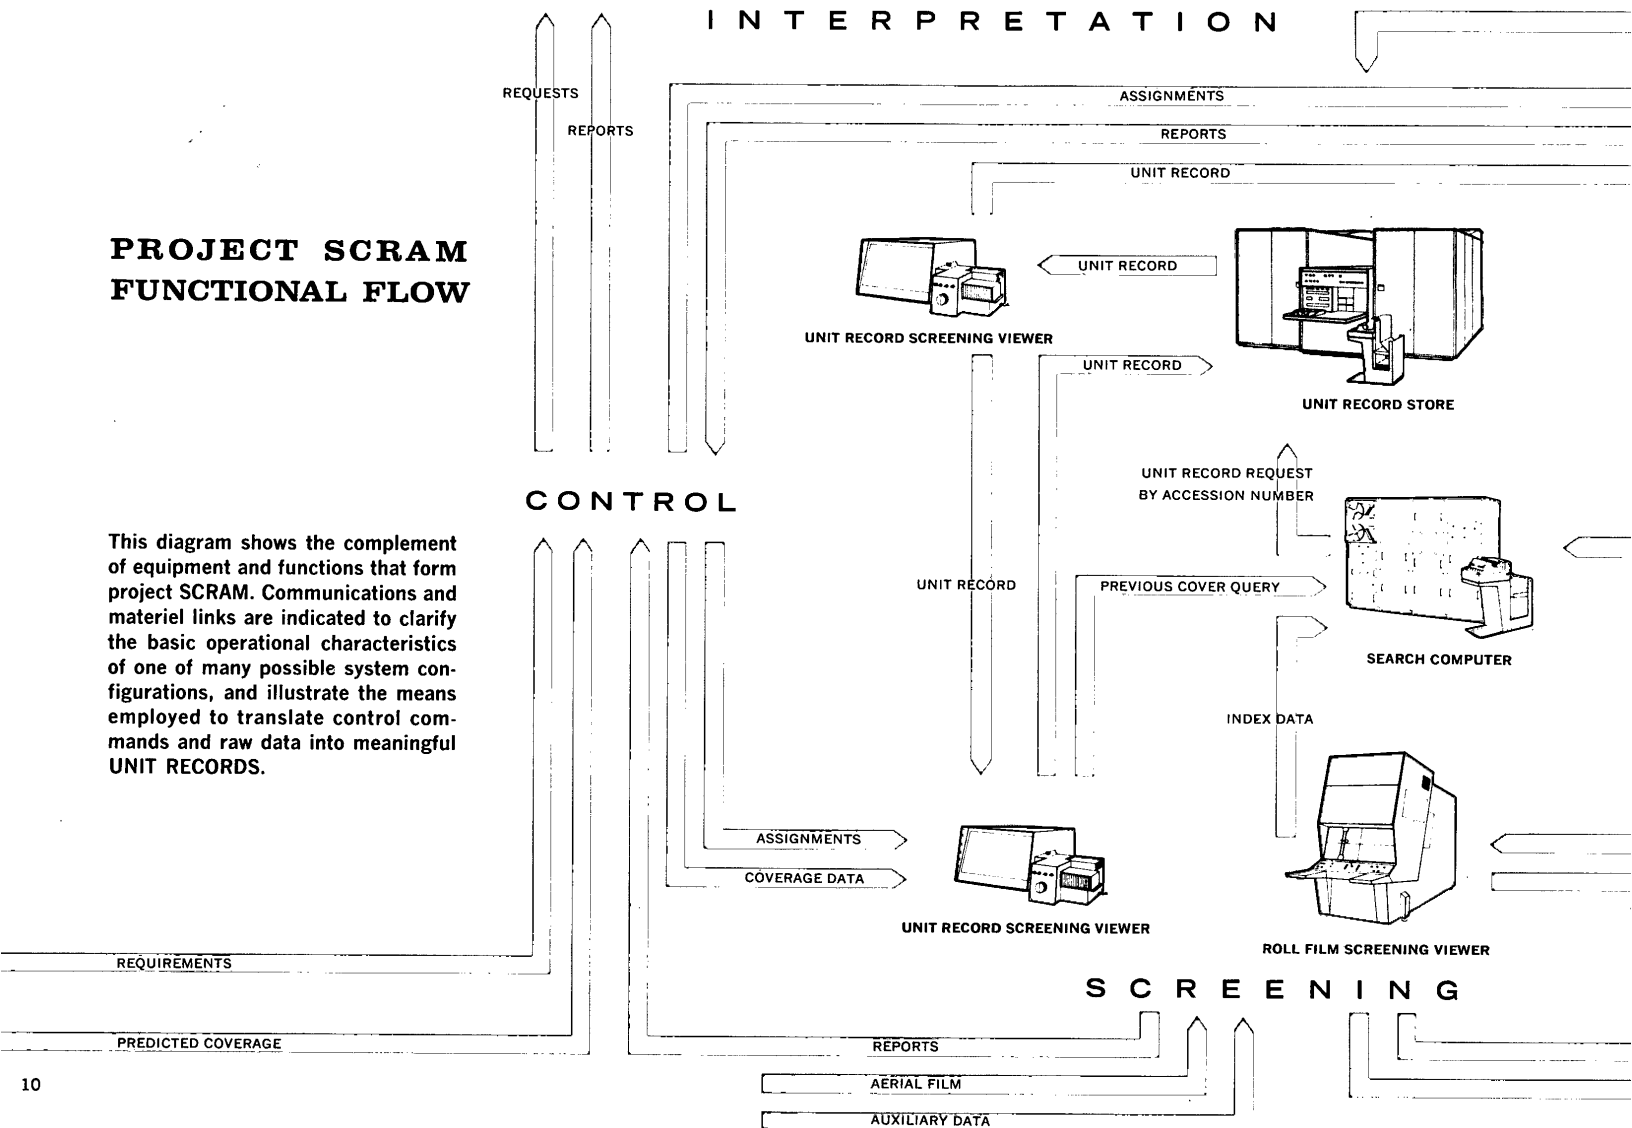 INTERPRETATION
REQUESTS
ASSIGNMENTS
REPORTS
REPORTS
UNIT RECORD
PROJECT SCRAM
FUNCTIONAL FLOW
UNIT RECORD
UNIT RECORD SCREENING VIEWER
UNIT RECORD
UNIT RECORD STORE
UNIT RECORD REQUEST
BY ACCESSION NUMBER
CONTROL
This diagram shows the complement
of equipment and functions that form
project SCRAM. Communications and
materiel links are indicated to clarify
the basic operational characteristics
of one of many possible system con-
figurations, and illustrate the means
employed to translate control com-
mands and raw data into meaningful
UNIT RECORDS.
UNIT RECORD
PREVIOUS COVER QUERY
SEARCH COMPUTER
INDEX DATA
ASSIGNMENTS
COVERAGE DATA
UNIT RECORD SCREENING VIEWER
ROLL FILM SCREENING VIEWER
REQUIREMENTS
SCREENING
PREDICTED COVERAGE
REPORTS
AERIAL FILM
AUXILIARY DATA
10